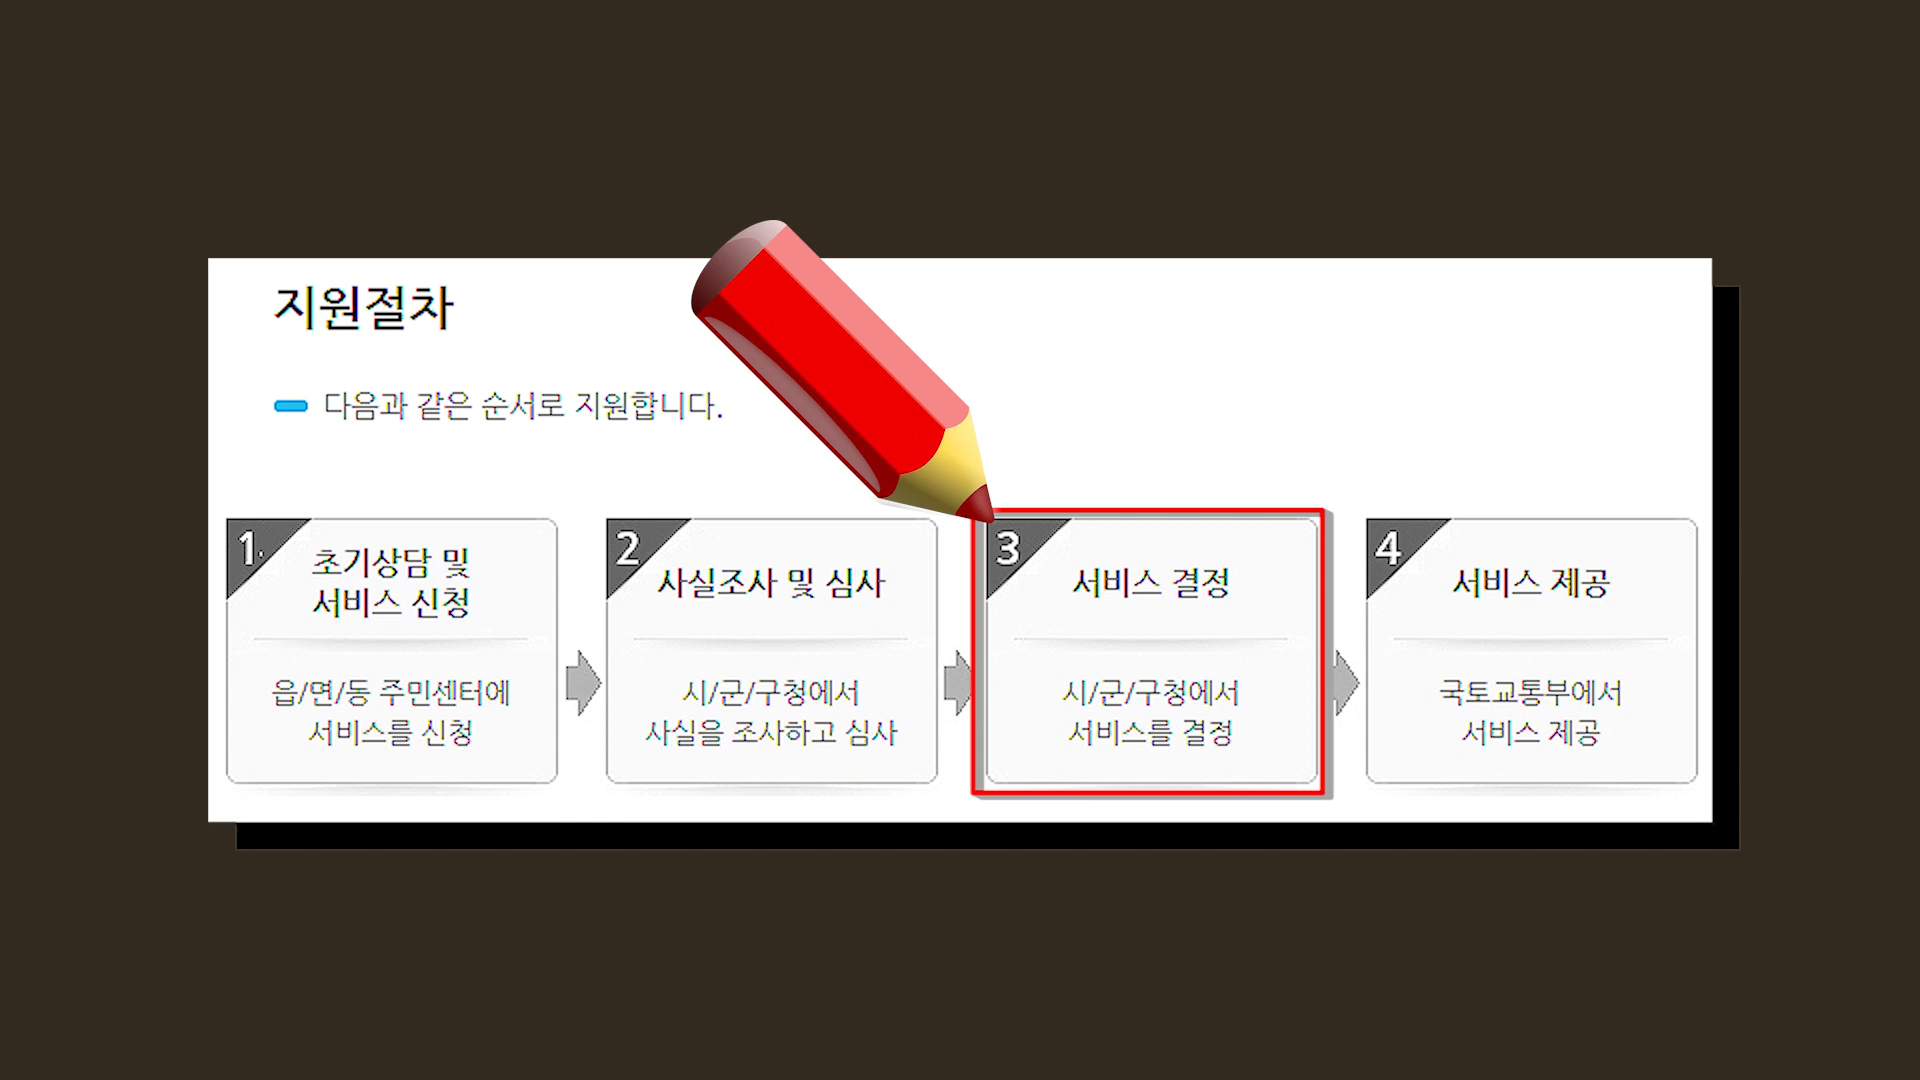 지원절차
다음과 같은 순서로 지원합니다.
1.
초기상담 및
서비스 신청
읍/면/동 주민센터에
서비스를 신청
2
사실조사 및 심사
시/군/구청에서
사실을 조사하고 심사
3
서비스 결정
시/군/구청에서
서비스를 결정
4
서비스 제공
국토교통부에서
서비스 제공